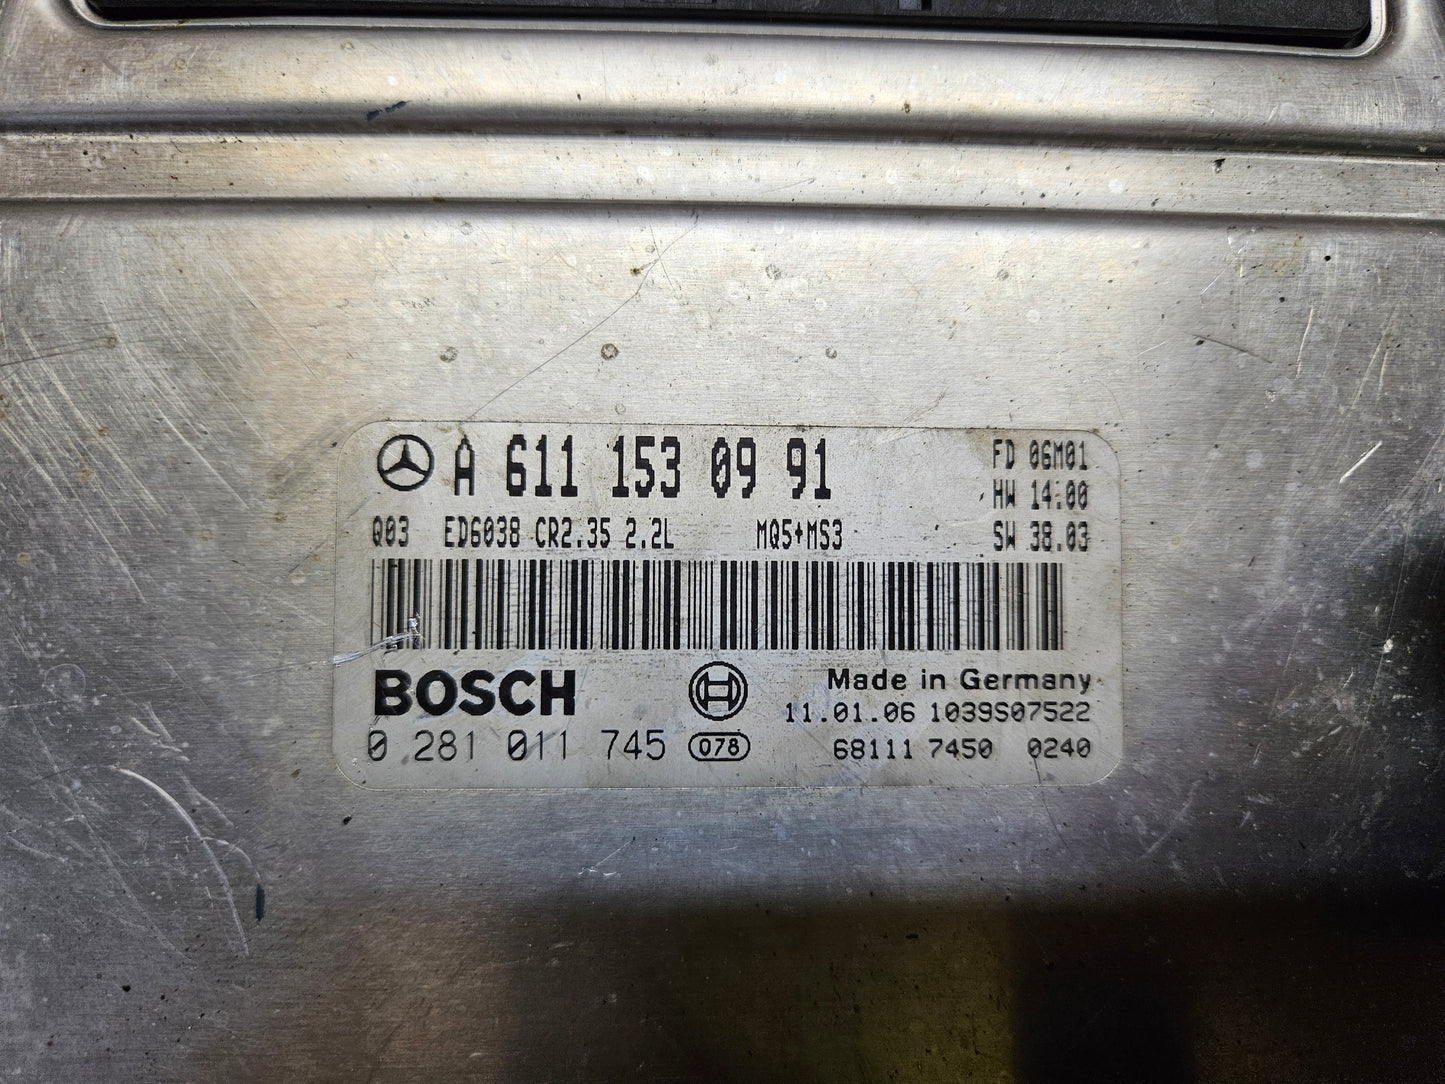 A 611 153 09 91 FD 06M01
HW 14.00
Q03 ED6038 CR2.35 2.2L MQ5+MS3 SW 38.03
BOSCH Made in Germany
11.01.06 1039S07522
0 281 011 745 078 68111 7450 0240